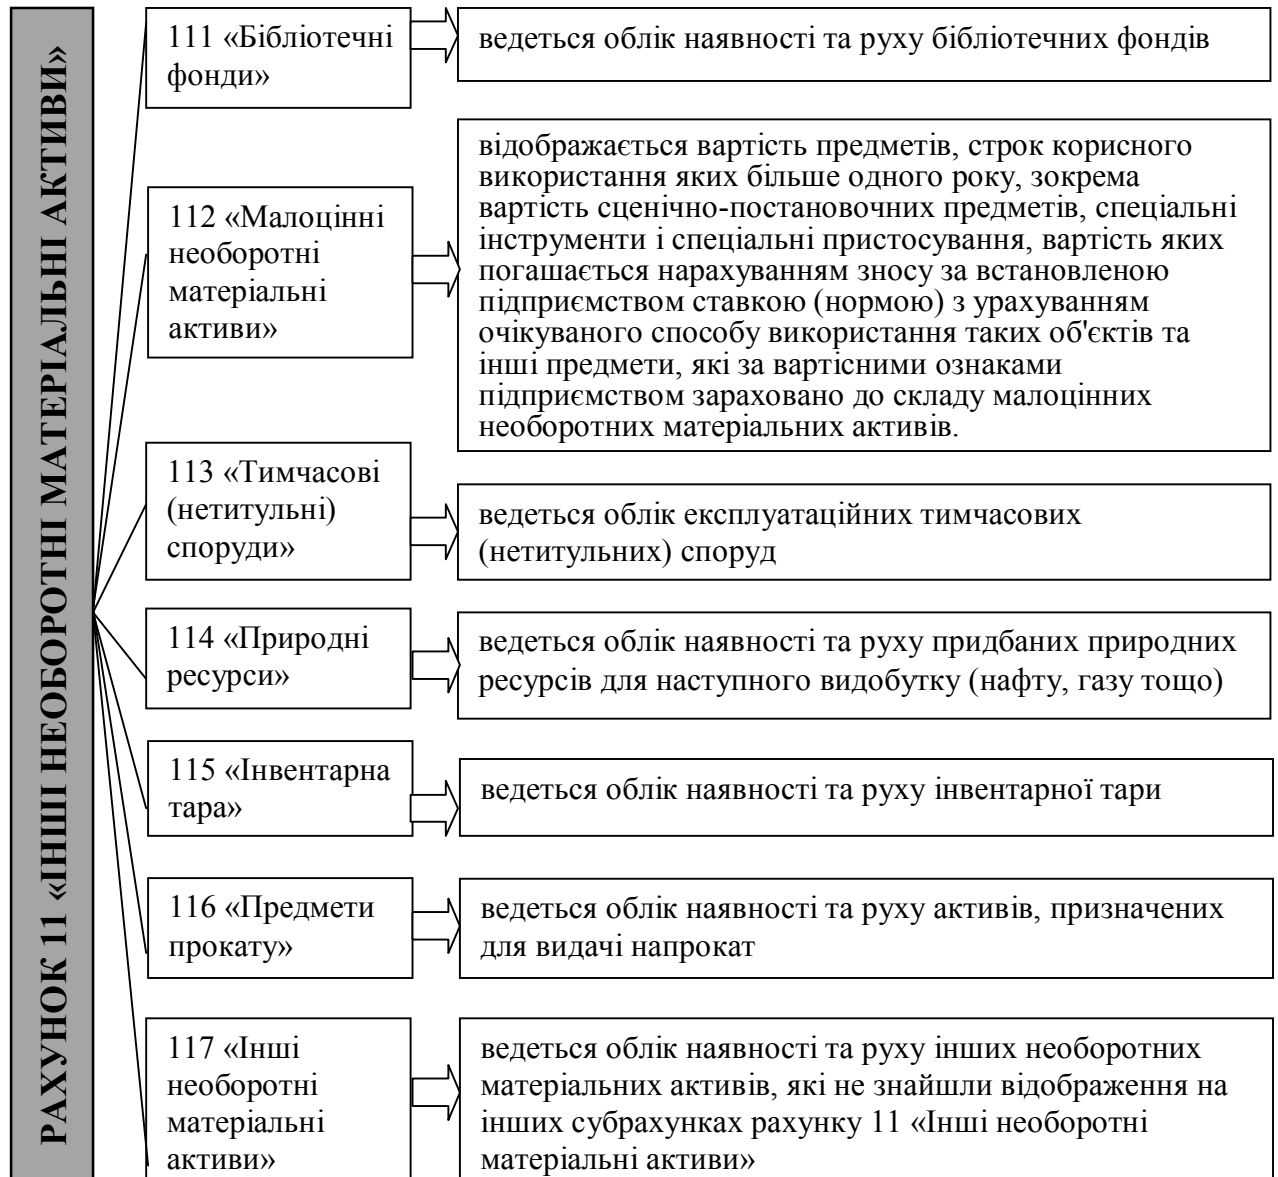 РАХУНОК 11 «ІНШІ НЕОБОРОТНІ МАТЕРІАЛЬНІ АКТИВИ»
111 «Бібліотечні
фонди»
ведеться облік наявності та руху бібліотечних фондів
112 «Малоцінні
необоротні
матеріальні
активи»
відображається вартість предметів, строк корисного
використання яких більше одного року, зокрема
вартість сценічно-постановочних предметів, спеціальні
інструменти і спеціальні пристосування, вартість яких
погашається нарахуванням зносу за встановленою
підприємством ставкою (нормою) з урахуванням
очікуваного способу використання таких об'єктів та
інші предмети, які за вартісними ознаками
підприємством зараховано до складу малоцінних
необоротних матеріальних активів.
113 «Тимчасові
(нетитульні)
споруди»
ведеться облік експлуатаційних тимчасових
(нетитульних) споруд
114 «Природні
ресурси»
ведеться облік наявності та руху придбаних природних
ресурсів для наступного видобутку (нафту, газу тощо)
115 «Інвентарна
тара»
ведеться облік наявності та руху інвентарної тари
116 «Предмети
прокату»
ведеться облік наявності та руху активів, призначених
для видачі напрокат
117 «Інші
необоротні
матеріальні
активи»
ведеться облік наявності та руху інших необоротних
матеріальних активів, які не знайшли відображення на
інших субрахунках рахунку 11 «Інші необоротні
матеріальні активи»